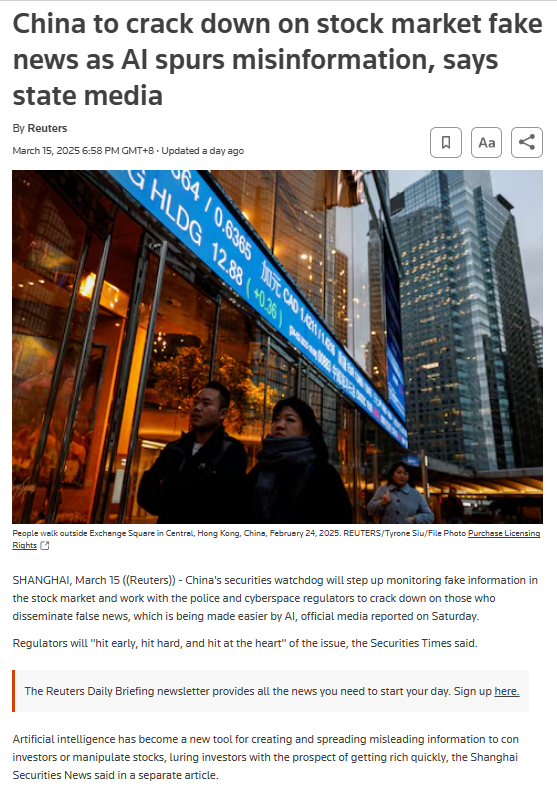 China to crack down on stock market fake
news as AI spurs misinformation, says
state media
By Reuters
March 15, 2025 6:58 PM GMT+8 · Updated a day ago
Aa
G HLDG 12.88 (+0.36)
564 / 0.6365
加元 CAD 1.4211 / 1.4216
People walk outside Exchange Square in Central, Hong Kong, China, February 24, 2025. REUTERS/Tyrone Siu/File Photo Purchase Licensing
Rights
SHANGHAI, March 15 ((Reuters)) - China's securities watchdog will step up monitoring fake information in
the stock market and work with the police and cyberspace regulators to crack down on those who
disseminate false news, which is being made easier by AI, official media reported on Saturday.
Regulators will "hit early, hit hard, and hit at the heart" of the issue, the Securities Times said.
The Reuters Daily Briefing newsletter provides all the news you need to start your day. Sign up here.
Artificial intelligence has become a new tool for creating and spreading misleading information to con
investors or manipulate stocks, luring investors with the prospect of getting rich quickly, the Shanghai
Securities News said in a separate article.